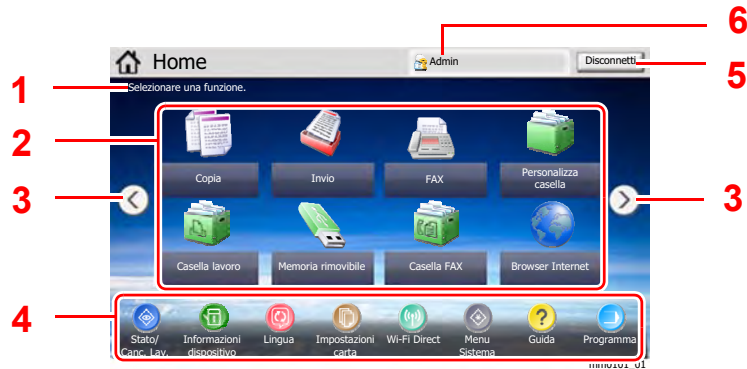 6
Home
Admin
Disconnetti
5
1
Selezionare una funzione.
2
Copia
Invio
FAX
Personalizza
casella
3
3
Casella lavoro
Memoria rimovibile
Casella FAX
Browser Internet
4
Stato/
Canc. Lav.
Informazioni
dispositivo
Lingua
Impostazioni
carta
Wi-Fi Direct
Menu
Sistema
?
Guida
Programma
mm0101_01